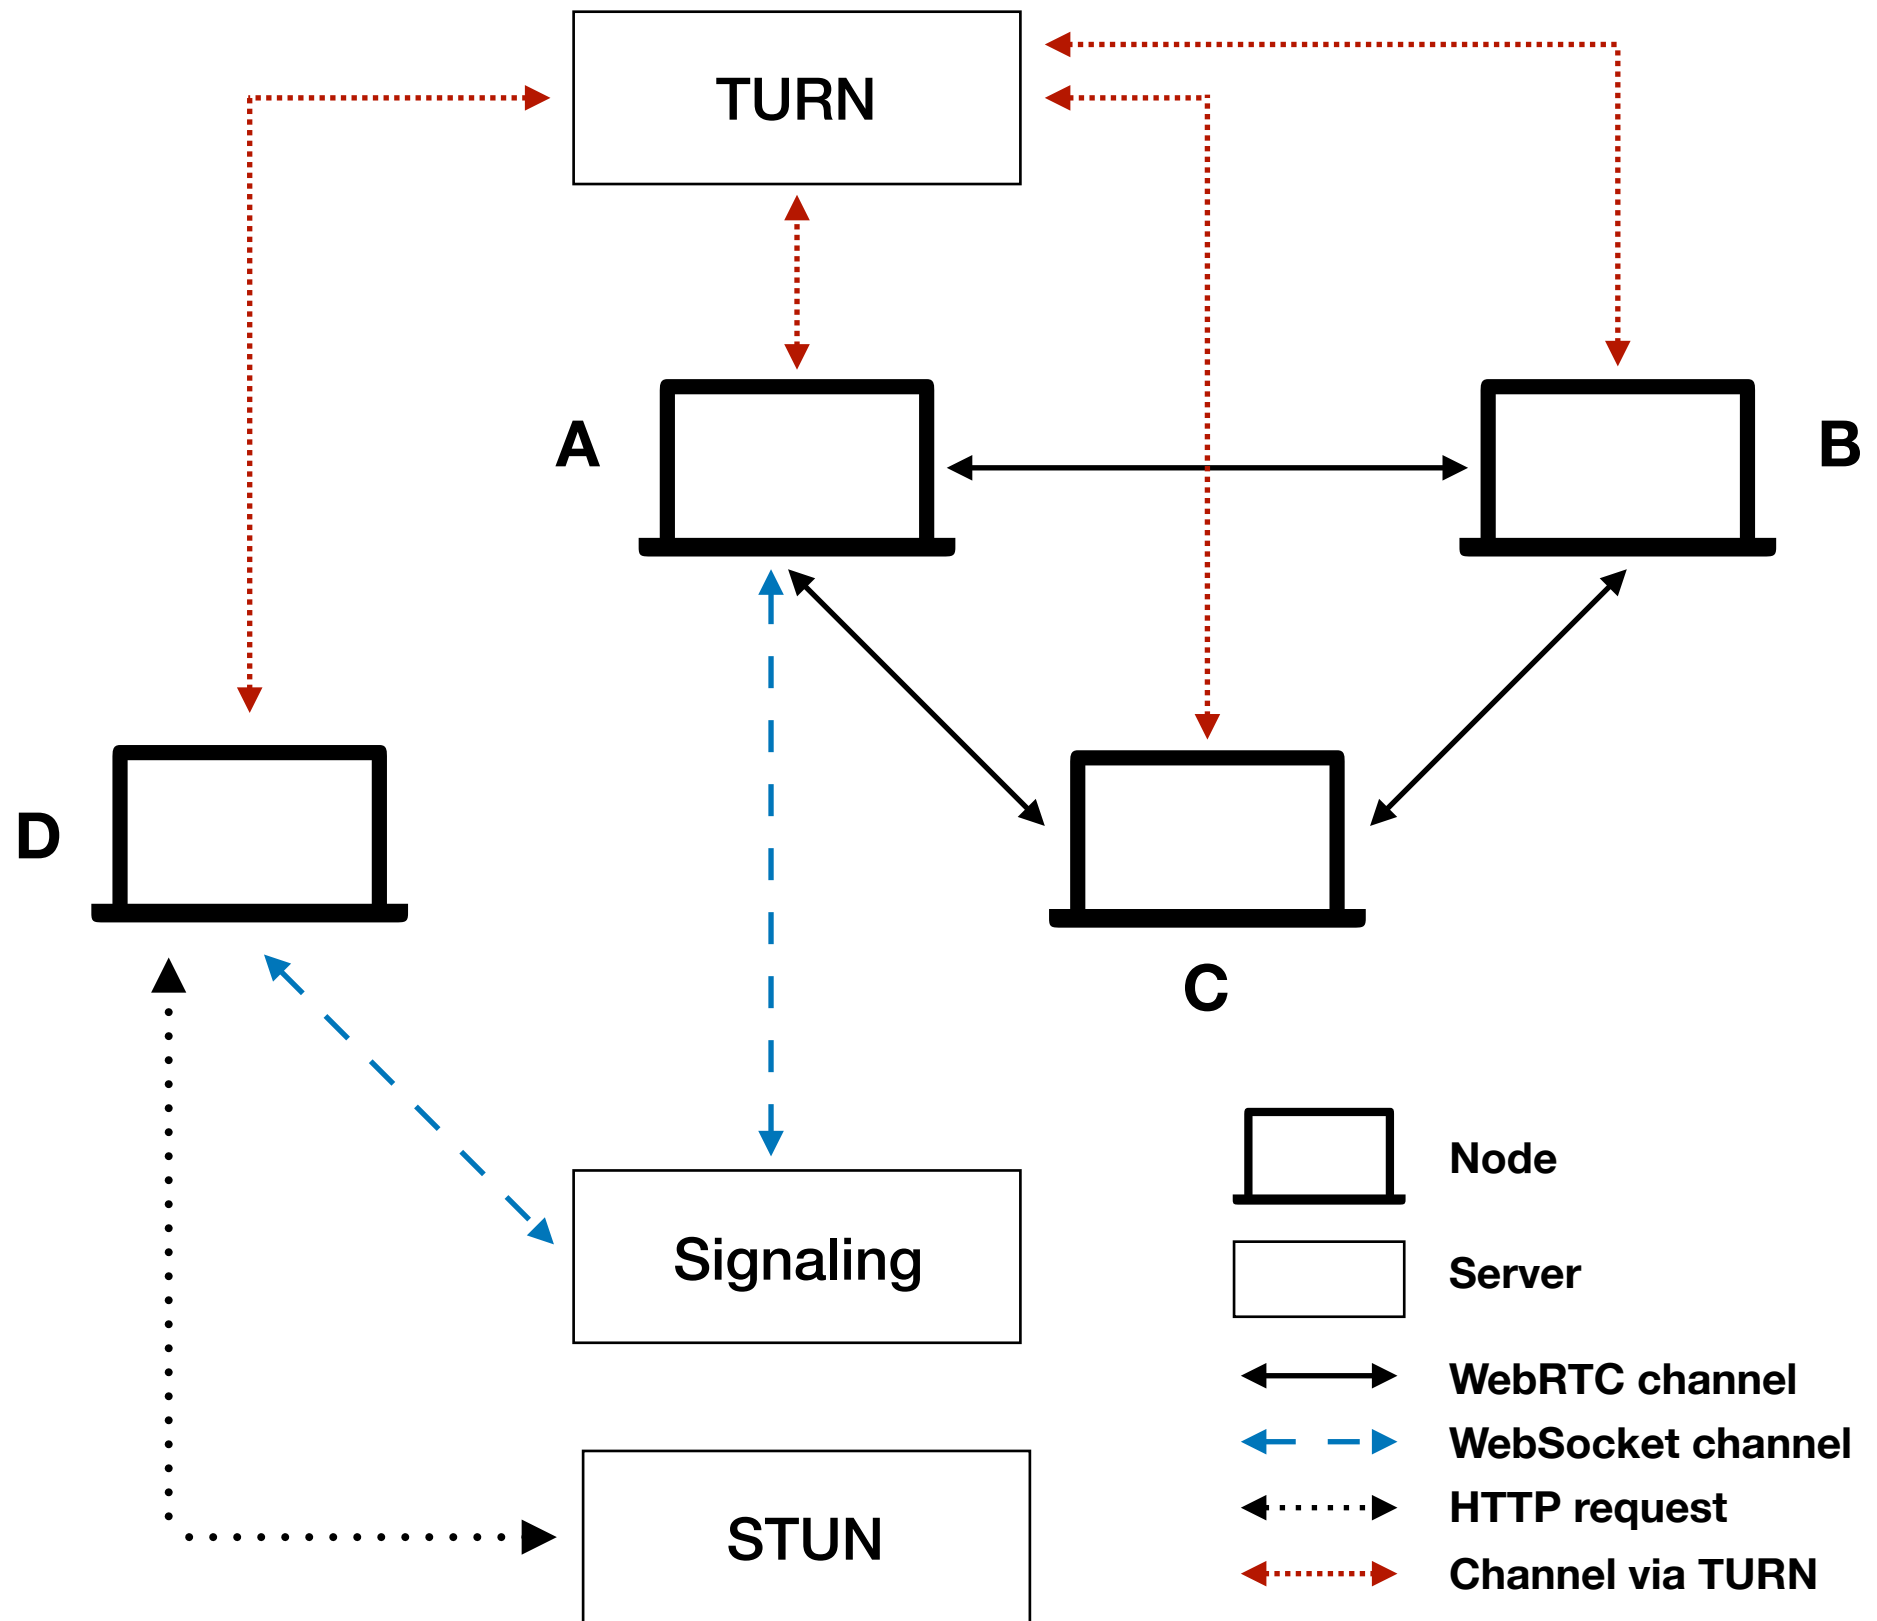 TURN
A
B
D
C
Signaling
STUN
Node
Server
WebRTC channel
WebSocket channel
HTTP request
Channel via TURN